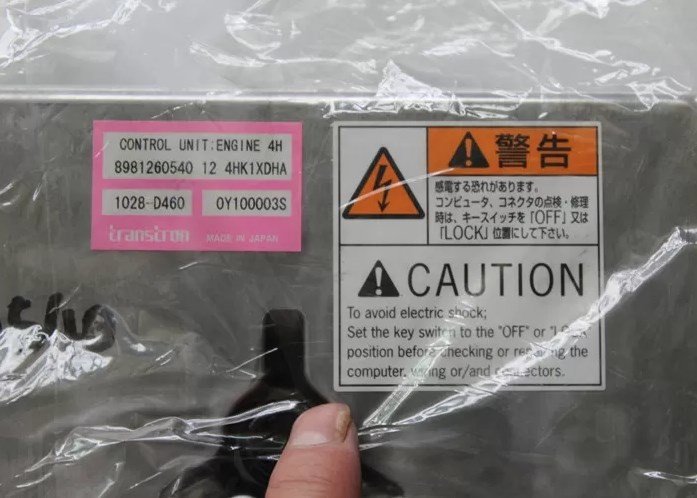 CONTROL UNIT:ENGINE 4H
8981260540 12 4HK1XDHA
1028-D460 0Y100003S
transtron MADE IN JAPAN
警告
感電する恐れがあります。
コンピュータ、コネクタの点検・修理
時は、キースイッチを「OFF」又は
「LOCK」位置にして下さい。
CAUTION
To avoid electric shock;
Set the key switch to the "OFF" or
position before checking or repairing the
computer, wiring or/and connectors.